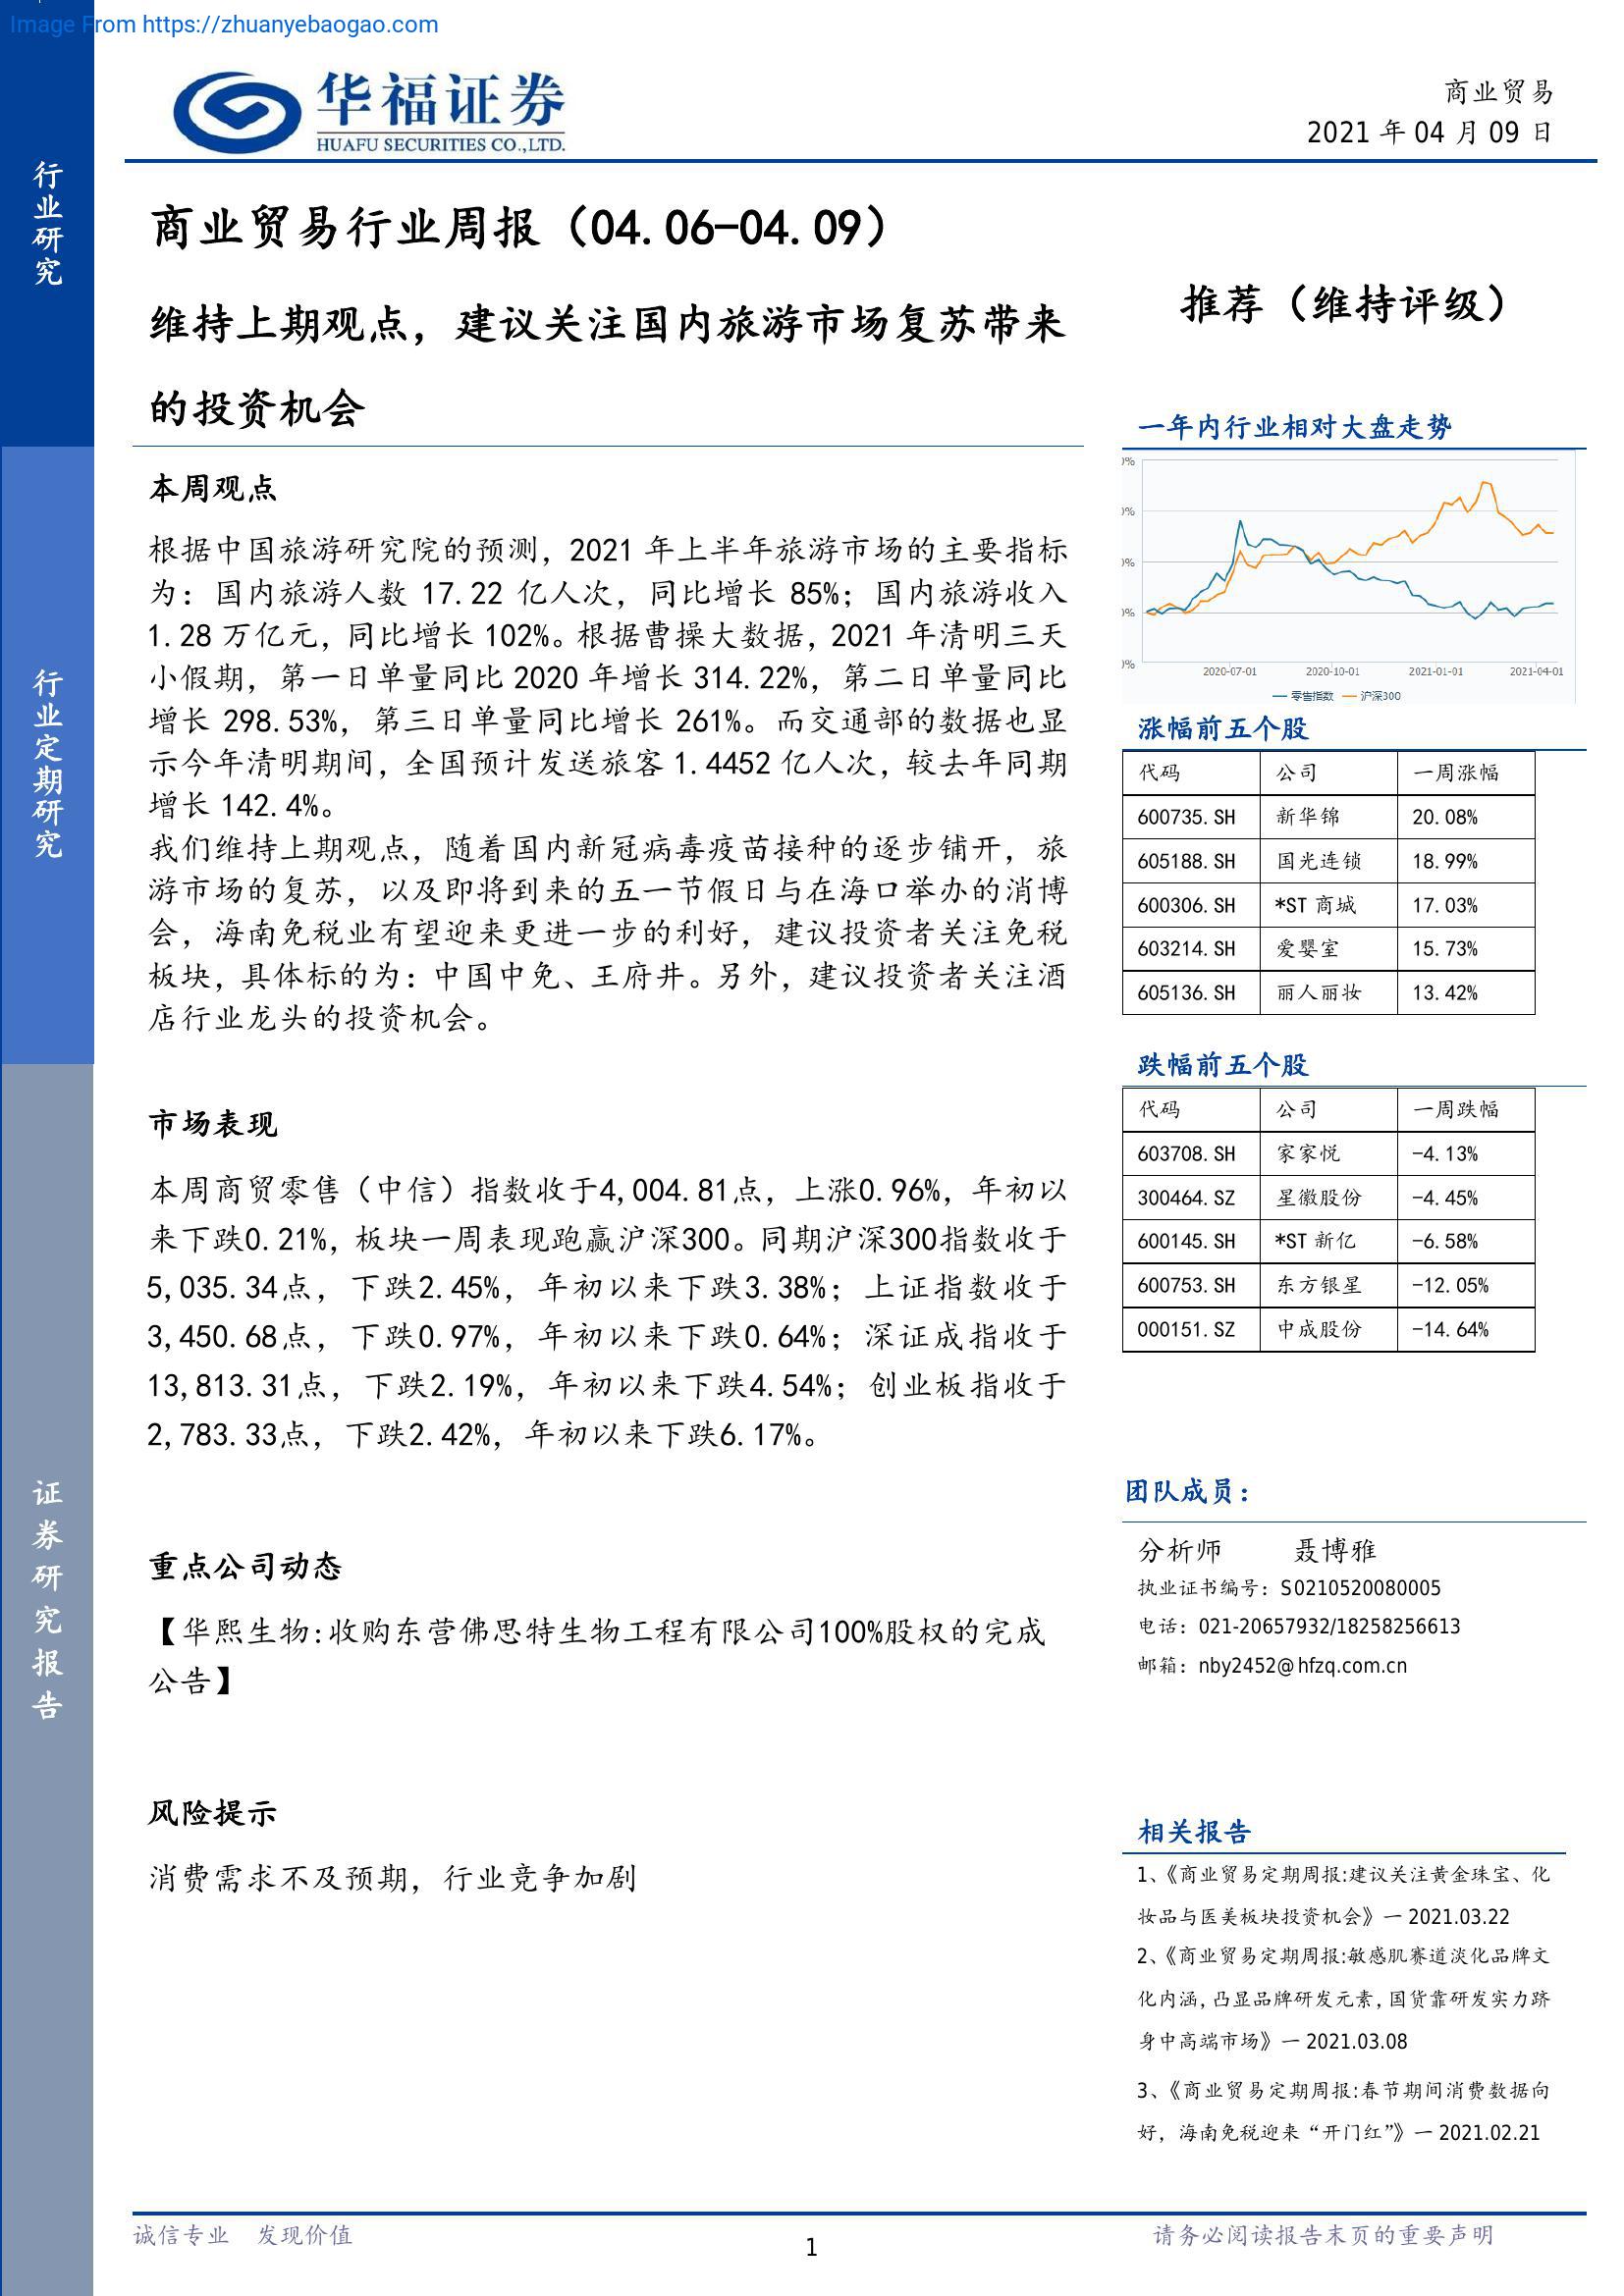 Image From https://zhuanyebaogao.com
华福证券
HUAFU SECURITIES CO.,LTD.
商业贸易
2021 年 04 月 09 日
行业研究
行业定期研究
证券研究报告
商业贸易行业周报（04.06-04.09）
维持上期观点，建议关注国内旅游市场复苏带来
的投资机会
推荐（维持评级）
本周观点
根据中国旅游研究院的预测，2021 年上半年旅游市场的主要指标
为：国内旅游人数 17.22 亿人次，同比增长 85%；国内旅游收入
1.28 万亿元，同比增长 102%。根据曹操大数据，2021 年清明三天
小假期，第一日单量同比 2020 年增长 314.22%，第二日单量同比
增长 298.53%，第三日单量同比增长 261%。而交通部的数据也显
示今年清明期间，全国预计发送旅客 1.4452 亿人次，较去年同期
增长 142.4%。
我们维持上期观点，随着国内新冠病毒疫苗接种的逐步铺开，旅
游市场的复苏，以及即将到来的五一节假日与在海口举办的消博
会，海南免税业有望迎来更进一步的利好，建议投资者关注免税
板块，具体标的为：中国中免、王府井。另外，建议投资者关注酒
店行业龙头的投资机会。
市场表现
本周商贸零售（中信）指数收于4,004.81点，上涨0.96%，年初以
来下跌0.21%，板块一周表现跑赢沪深300。同期沪深300指数收于
5,035.34点，下跌2.45%，年初以来下跌3.38%；上证指数收于
3,450.68点，下跌0.97%，年初以来下跌0.64%；深证成指收于
13,813.31点，下跌2.19%，年初以来下跌4.54%；创业板指收于
2,783.33点，下跌2.42%，年初以来下跌6.17%。
重点公司动态
【华熙生物:收购东营佛思特生物工程有限公司100%股权的完成
公告】
风险提示
消费需求不及预期，行业竞争加剧
一年内行业相对大盘走势
0%
0%
0%
0%
2020-07-01 2020-10-01 2021-01-01 2021-04-01
零售指数 沪深300
涨幅前五个股
代码 公司 一周涨幅
600735.SH 新华锦 20.08%
605188.SH 国光连锁 18.99%
600306.SH *ST 商城 17.03%
603214.SH 爱婴室 15.73%
605136.SH 丽人丽妆 13.42%
跌幅前五个股
代码 公司 一周跌幅
603708.SH 家家悦 -4.13%
300464.SZ 星徽股份 -4.45%
600145.SH *ST 新亿 -6.58%
600753.SH 东方银星 -12.05%
000151.SZ 中成股份 -14.64%
团队成员：
分析师 聂博雅
执业证书编号：S0210520080005
电话：021-20657932/18258256613
邮箱：nby2452@hfzq.com.cn
相关报告
1、《商业贸易定期周报:建议关注黄金珠宝、化
妆品与医美板块投资机会》一 2021.03.22
2、《商业贸易定期周报:敏感肌赛道淡化品牌文
化内涵,凸显品牌研发元素,国货靠研发实力跻
身中高端市场》一 2021.03.08
3、《商业贸易定期周报:春节期间消费数据向
好，海南免税迎来“开门红”》一 2021.02.21
诚信专业 发现价值
1
请务必阅读报告末页的重要声明